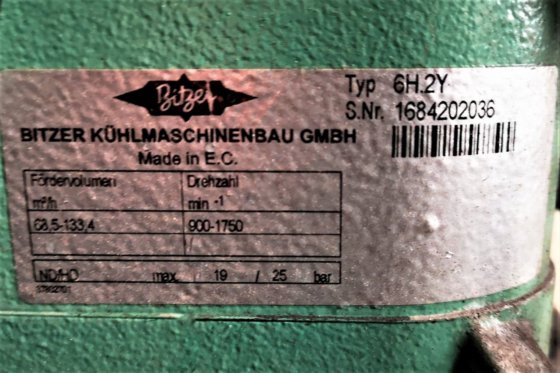 Bitzer
Typ 6H.2Y
S.Nr. 1684202036
BITZER KÜHLMASCHINENBAU GMBH
Made in E.C.
Fördervolumen Drehzahl
m³/h min -1
68,5-133,4 900-1750
/
ND/HD max. 19 / 25 bar